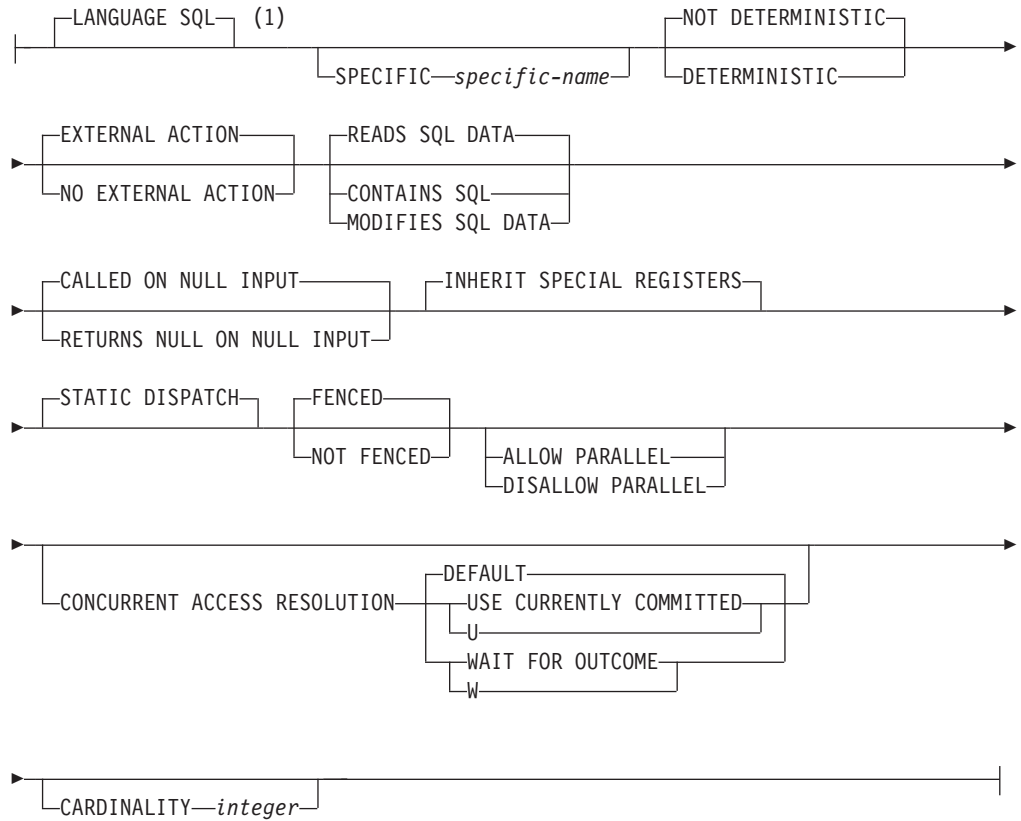 LANGUAGE SQL (1) NOT DETERMINISTIC
SPECIFIC specific-name DETERMINISTIC
EXTERNAL ACTION READS SQL DATA
NO EXTERNAL ACTION CONTAINS SQL
MODIFIES SQL DATA
CALLED ON NULL INPUT INHERIT SPECIAL REGISTERS
RETURNS NULL ON NULL INPUT
STATIC DISPATCH FENCED
NOT FENCED ALLOW PARALLEL
DISALLOW PARALLEL
DEFAULT
CONCURRENT ACCESS RESOLUTION USE CURRENTLY COMMITTED
U
WAIT FOR OUTCOME
W
CARDINALITY integer